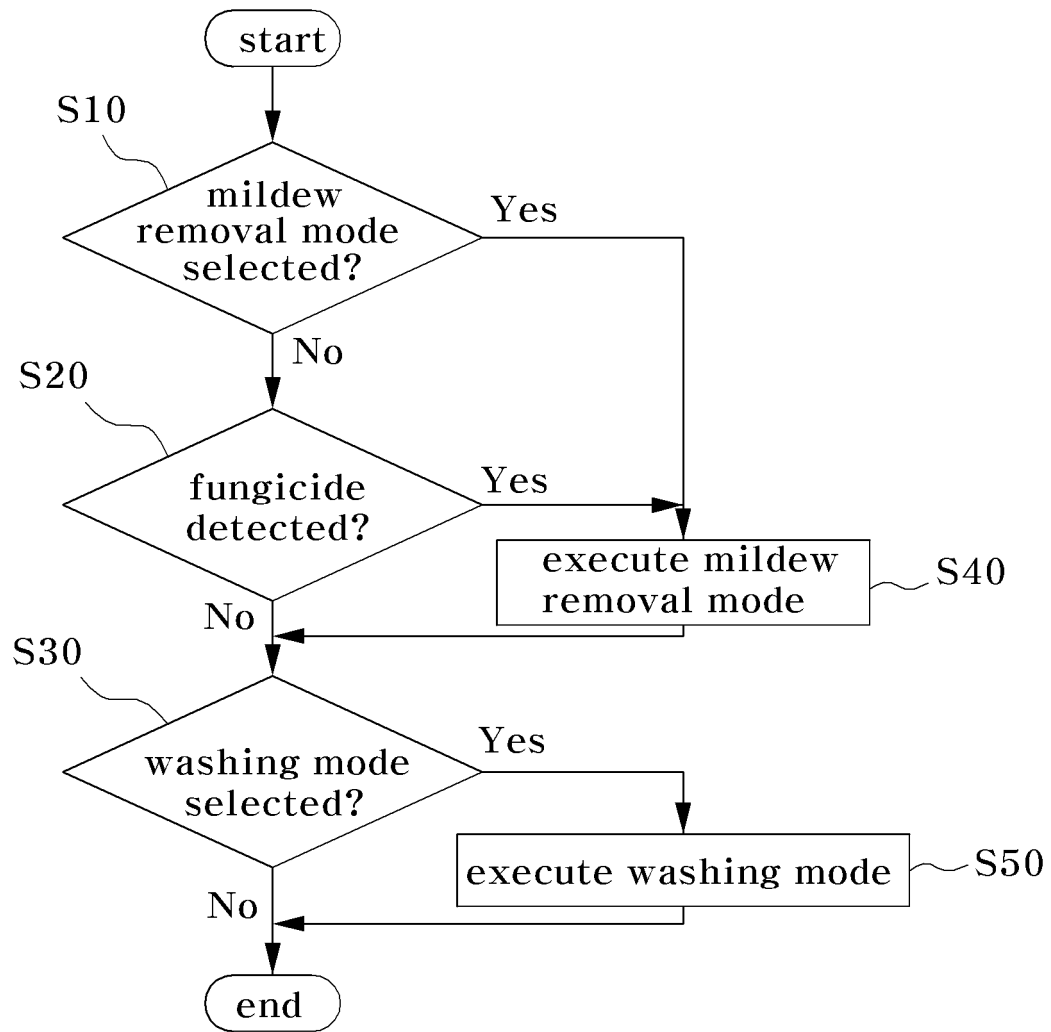 start
S10
mildew
removal mode
selected?
Yes
No
S20
fungicide
detected?
Yes
execute mildew
removal mode
S40
No
S30
washing mode
selected?
Yes
execute washing mode
S50
No
end